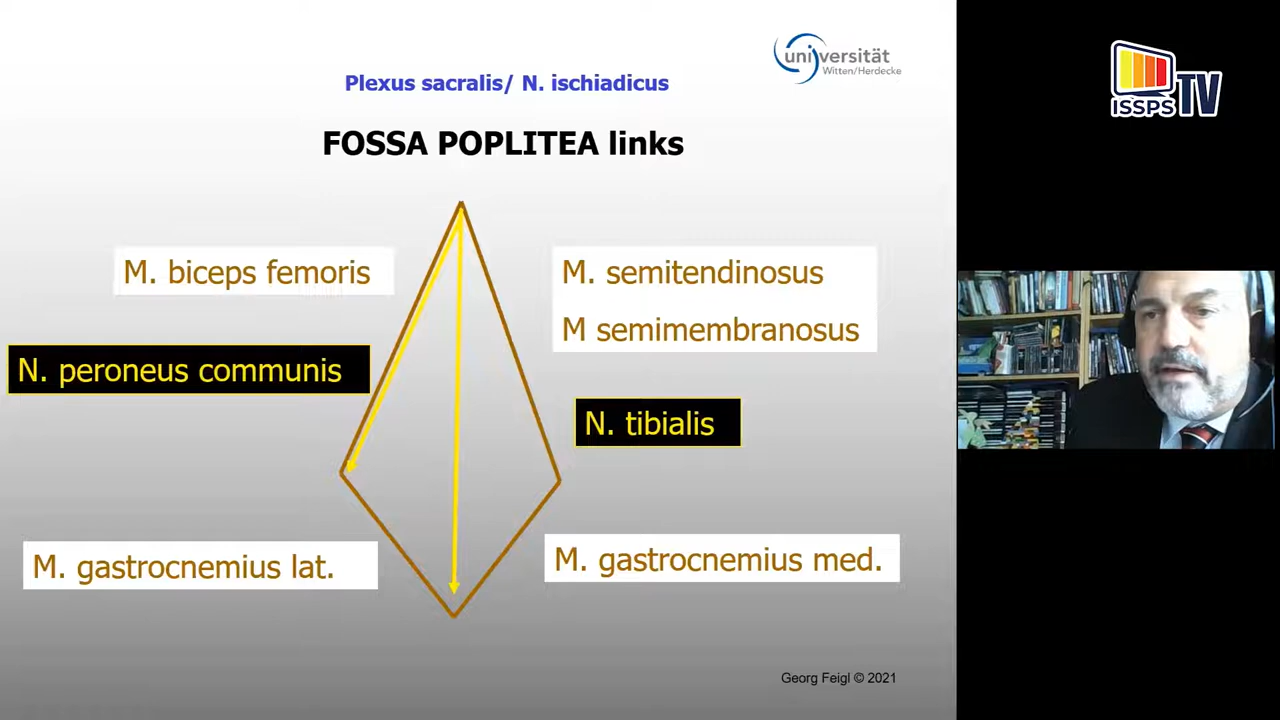 universität
Witten/Herdecke
ISSPS TV
Plexus sacralis/ N. ischiadicus
FOSSA POPLITEA links
M. biceps femoris
M. semitendinosus
M semimembranosus
N. peroneus communis
N. tibialis
M. gastrocnemius lat.
M. gastrocnemius med.
Georg Feigl © 2021